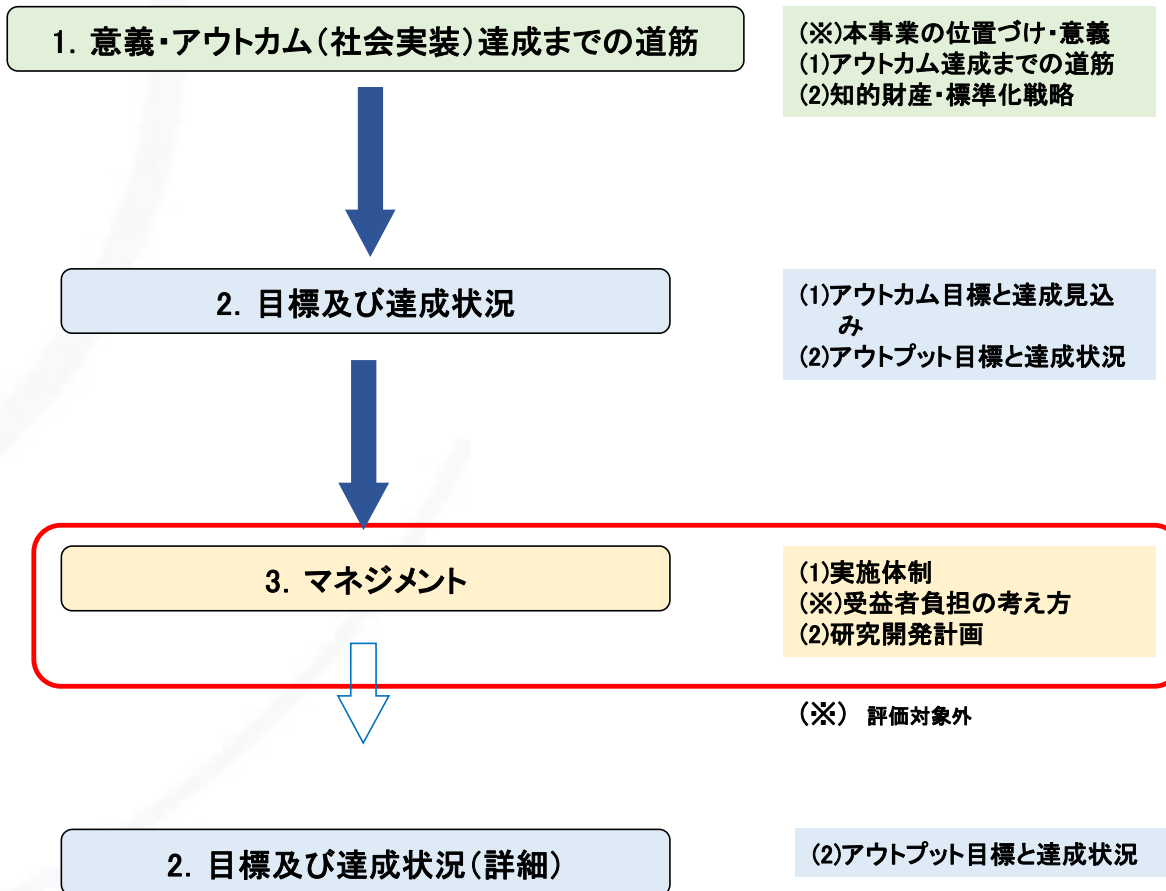 1. 意義・アウトカム(社会実装)達成までの道筋
(※)本事業の位置づけ・意義
(1)アウトカム達成までの道筋
(2)知的財産・標準化戦略
2. 目標及び達成状況
(1)アウトカム目標と達成見込
み
(2)アウトプット目標と達成状況
3. マネジメント
(1)実施体制
(※)受益者負担の考え方
(2)研究開発計画
(※) 評価対象外
2. 目標及び達成状況(詳細)
(2)アウトプット目標と達成状況